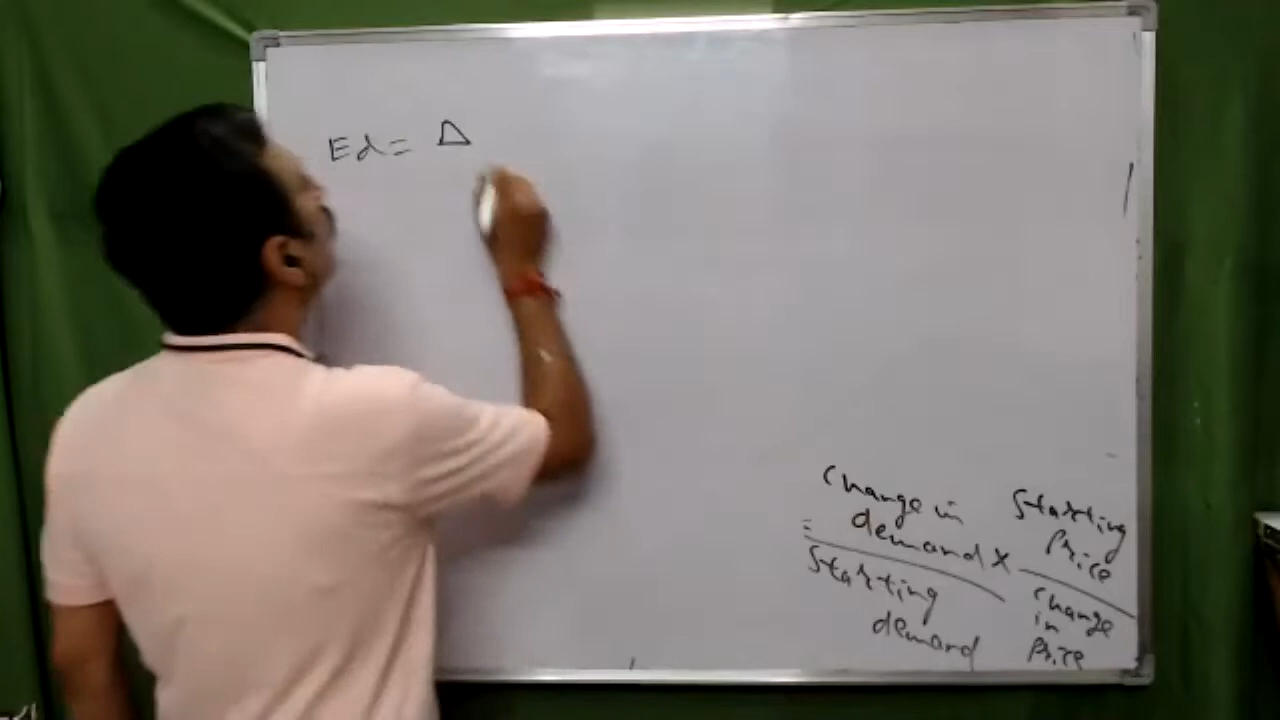 Ed = Δ
= Change in demand × Starting Price
Starting demand Change in Price